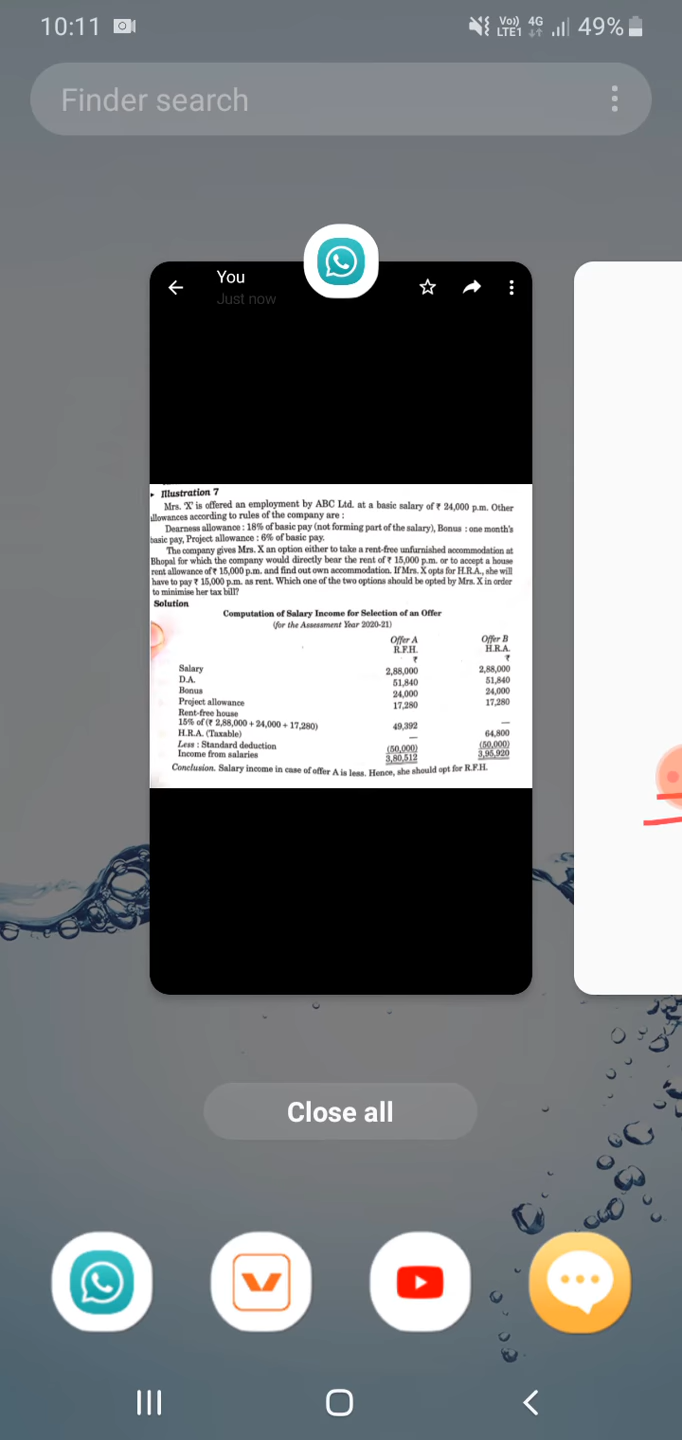 10:11
Vo)) 4G
LTE1
49%
Finder search
You
Just now
Illustration 7
Mrs. 'X' is offered an employment by ABC Ltd. at a basic salary of ₹ 24,000 p.m. Other
allowances according to rules of the company are :
Dearness allowance : 18% of basic pay (not forming part of the salary), Bonus : one month's
basic pay, Project allowance : 6% of basic pay.
The company gives Mrs. X an option either to take a rent-free unfurnished accommodation at
Bhopal for which the company would directly bear the rent of ₹ 15,000 p.m. or to accept a house
rent allowance of ₹ 15,000 p.m. and find out own accommodation. If Mrs. X opts for H.R.A., she will
have to pay ₹ 15,000 p.m. as rent. Which one of the two options should be opted by Mrs. X in order
to minimise her tax bill?
Solution
Computation of Salary Income for Selection of an Offer
(for the Assessment Year 2020-21)
Offer A Offer B
R.F.H. H.R.A.
₹ ₹
Salary 2,88,000 2,88,000
D.A. 51,840 51,840
Bonus 24,000 24,000
Project allowance 17,280 17,280
Rent-free house
15% of (₹ 2,88,000 + 24,000 + 17,280) 49,392 —
H.R.A. (Taxable) — 64,800
Less : Standard deduction (50,000) (50,000)
Income from salaries 3,80,512 3,95,920
Conclusion. Salary income in case of offer A is less. Hence, she should opt for R.F.H.
Close all